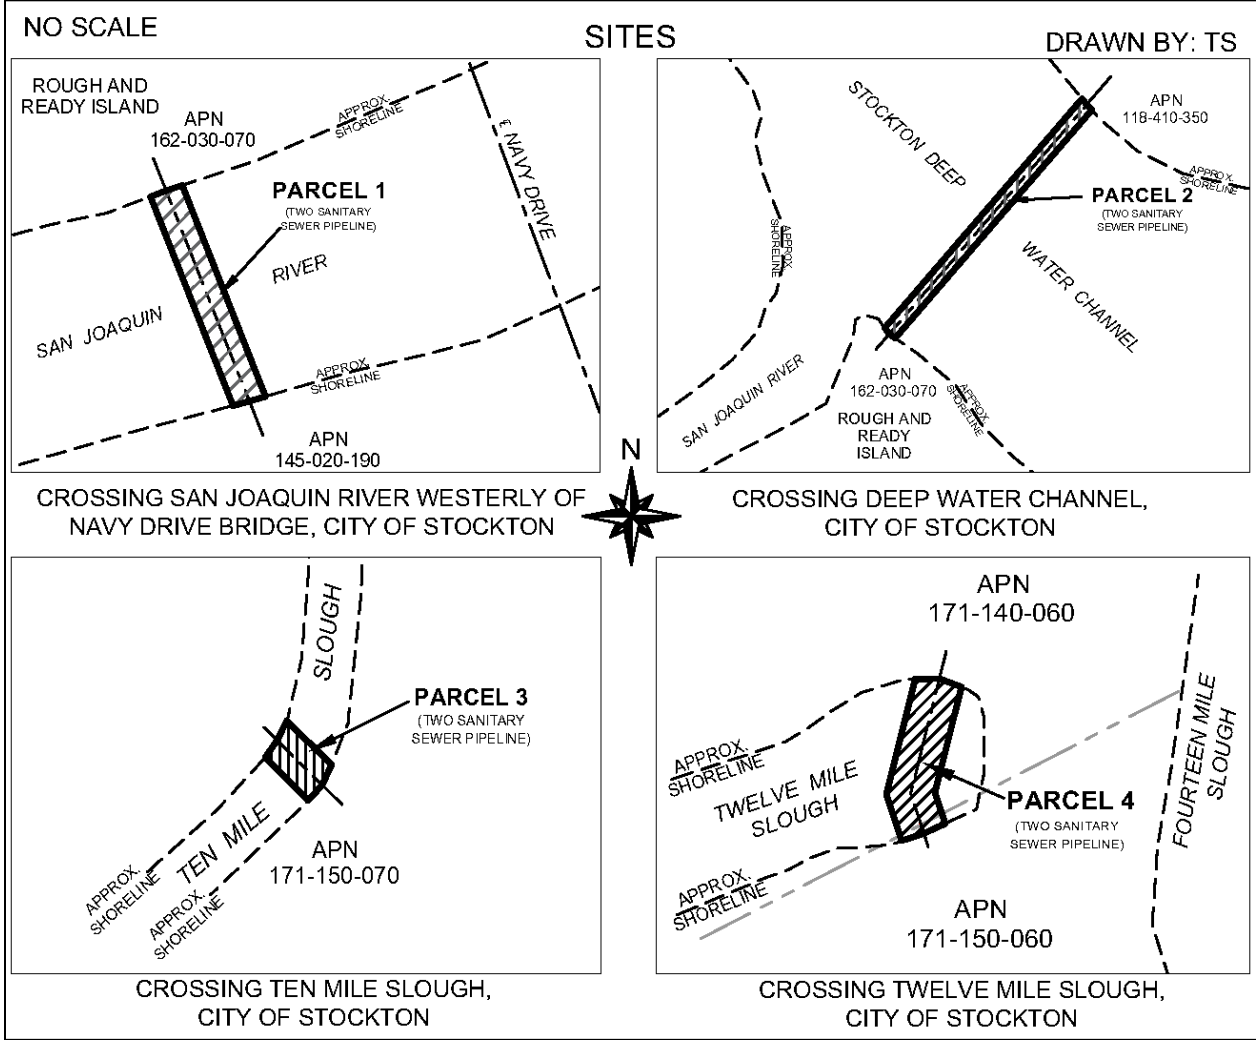 NO SCALE
SITES
DRAWN BY: TS
ROUGH AND
READY ISLAND
APN
162-030-070
APPROX.
SHORELINE
℄ NAVY DRIVE
PARCEL 1
(TWO SANITARY
SEWER PIPELINE)
RIVER
SAN JOAQUIN
APPROX.
SHORELINE
APN
145-020-190
CROSSING SAN JOAQUIN RIVER WESTERLY OF
NAVY DRIVE BRIDGE, CITY OF STOCKTON
STOCKTON DEEP
APN
118-410-350
APPROX.
SHORELINE
PARCEL 2
(TWO SANITARY
SEWER PIPELINE)
APPROX.
SHORELINE
WATER CHANNEL
APN
162-030-070
SAN JOAQUIN RIVER
APPROX.
SHORELINE
ROUGH AND
READY
ISLAND
CROSSING DEEP WATER CHANNEL,
CITY OF STOCKTON
N
SLOUGH
PARCEL 3
(TWO SANITARY
SEWER PIPELINE)
TEN MILE
APN
171-150-070
APPROX.
SHORELINE
APPROX.
SHORELINE
CROSSING TEN MILE SLOUGH,
CITY OF STOCKTON
APN
171-140-060
FOURTEEN MILE
SLOUGH
APPROX.
SHORELINE
TWELVE MILE
SLOUGH
PARCEL 4
(TWO SANITARY
SEWER PIPELINE)
APPROX.
SHORELINE
APN
171-150-060
CROSSING TWELVE MILE SLOUGH,
CITY OF STOCKTON